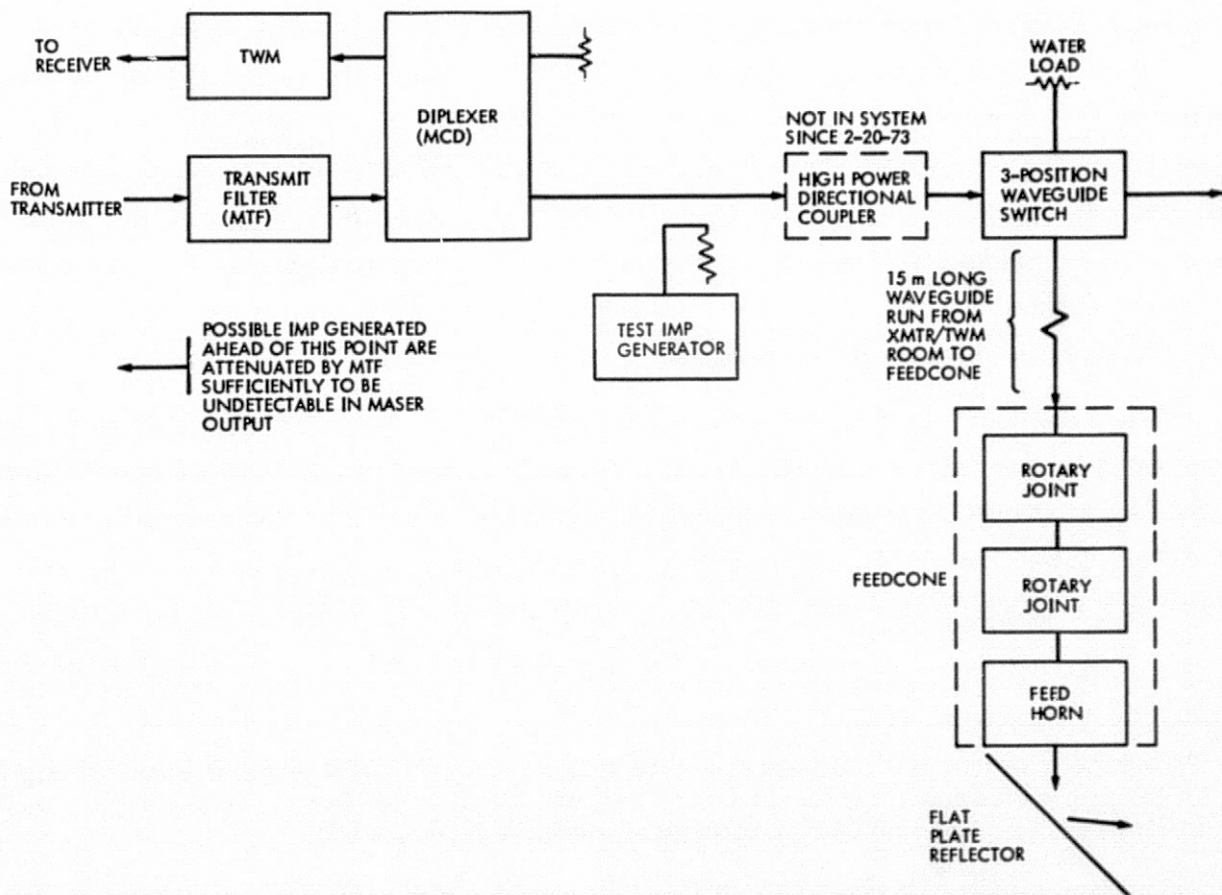 TO
RECEIVER
TWM
DIPLEXER
(MCD)
FROM
TRANSMITTER
TRANSMIT
FILTER
(MTF)
NOT IN SYSTEM
SINCE 2-20-73
HIGH POWER
DIRECTIONAL
COUPLER
WATER
LOAD
3-POSITION
WAVEGUIDE
SWITCH
TEST IMP
GENERATOR
15 m LONG
WAVEGUIDE
RUN FROM
XMTR/TWM
ROOM TO
FEEDCONE
POSSIBLE IMP GENERATED
AHEAD OF THIS POINT ARE
ATTENUATED BY MTF
SUFFICIENTLY TO BE
UNDETECTABLE IN MASER
OUTPUT
FEEDCONE
ROTARY
JOINT
ROTARY
JOINT
FEED
HORN
FLAT
PLATE
REFLECTOR